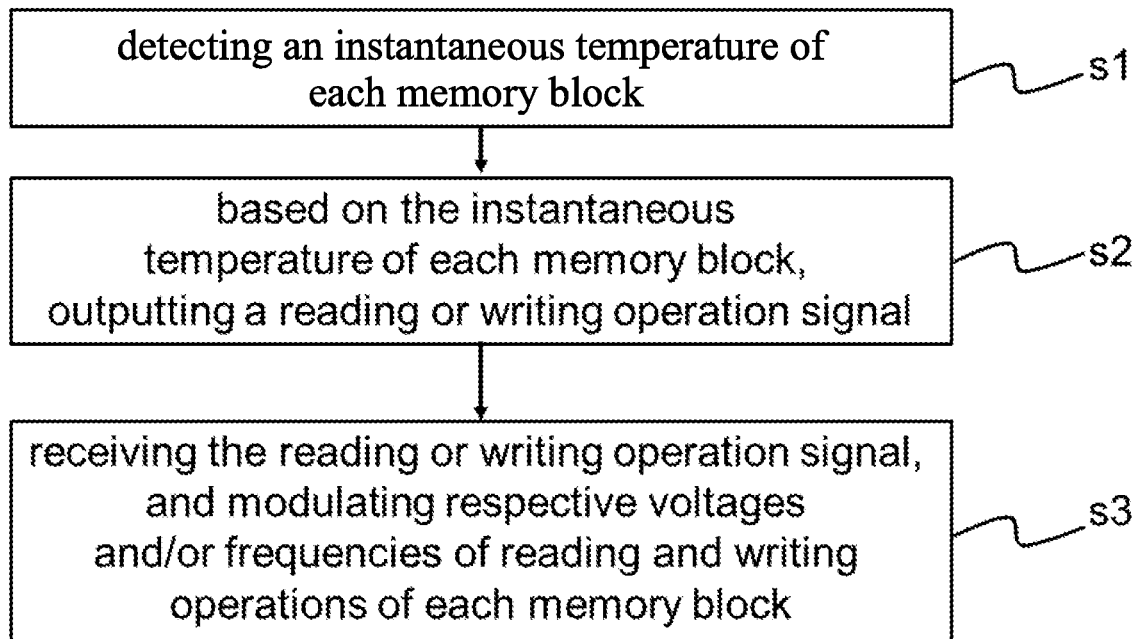 detecting an instantaneous temperature of
each memory block
s1
based on the instantaneous
temperature of each memory block,
outputting a reading or writing operation signal
s2
receiving the reading or writing operation signal,
and modulating respective voltages
and/or frequencies of reading and writing
operations of each memory block
s3